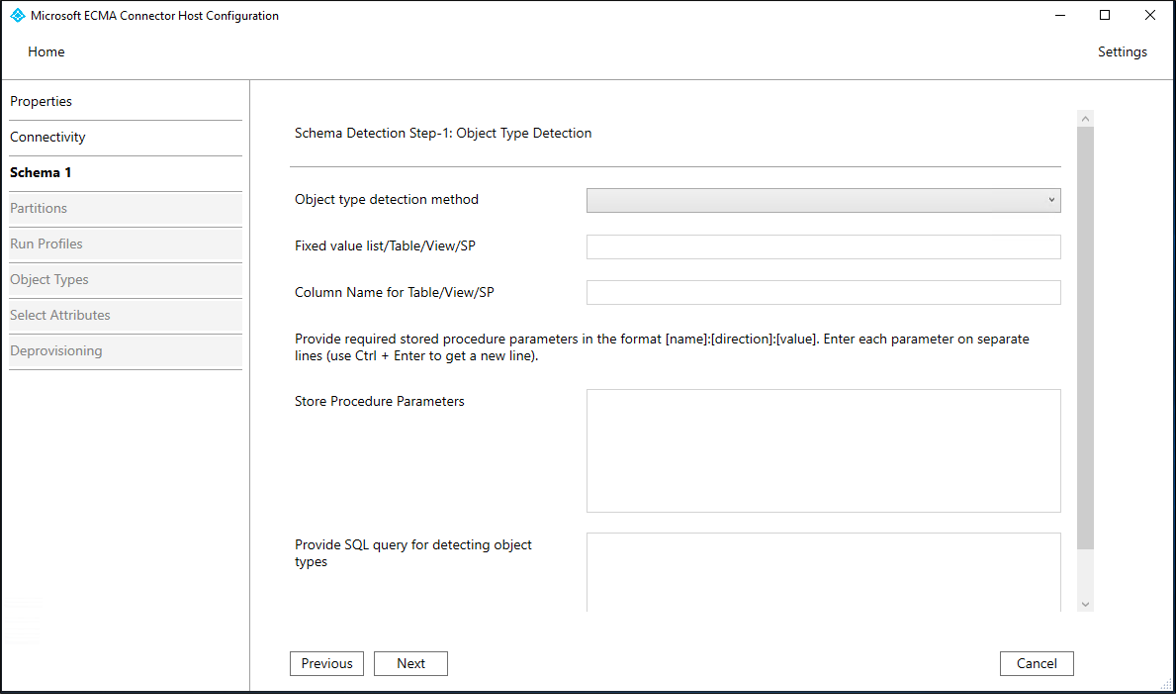 Microsoft ECMA Connector Host Configuration
Home
Settings
Properties
Connectivity
Schema 1
Partitions
Run Profiles
Object Types
Select Attributes
Deprovisioning
Schema Detection Step-1: Object Type Detection
Object type detection method
Fixed value list/Table/View/SP
Column Name for Table/View/SP
Provide required stored procedure parameters in the format [name]:[direction]:[value]. Enter each parameter on separate
lines (use Ctrl + Enter to get a new line).
Store Procedure Parameters
Provide SQL query for detecting object
types
Previous
Next
Cancel